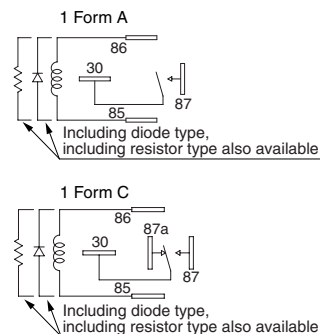 1 Form A
86
30
87
85
Including diode type,
including resistor type also available
1 Form C
86
87a
30
87
85
Including diode type,
including resistor type also available